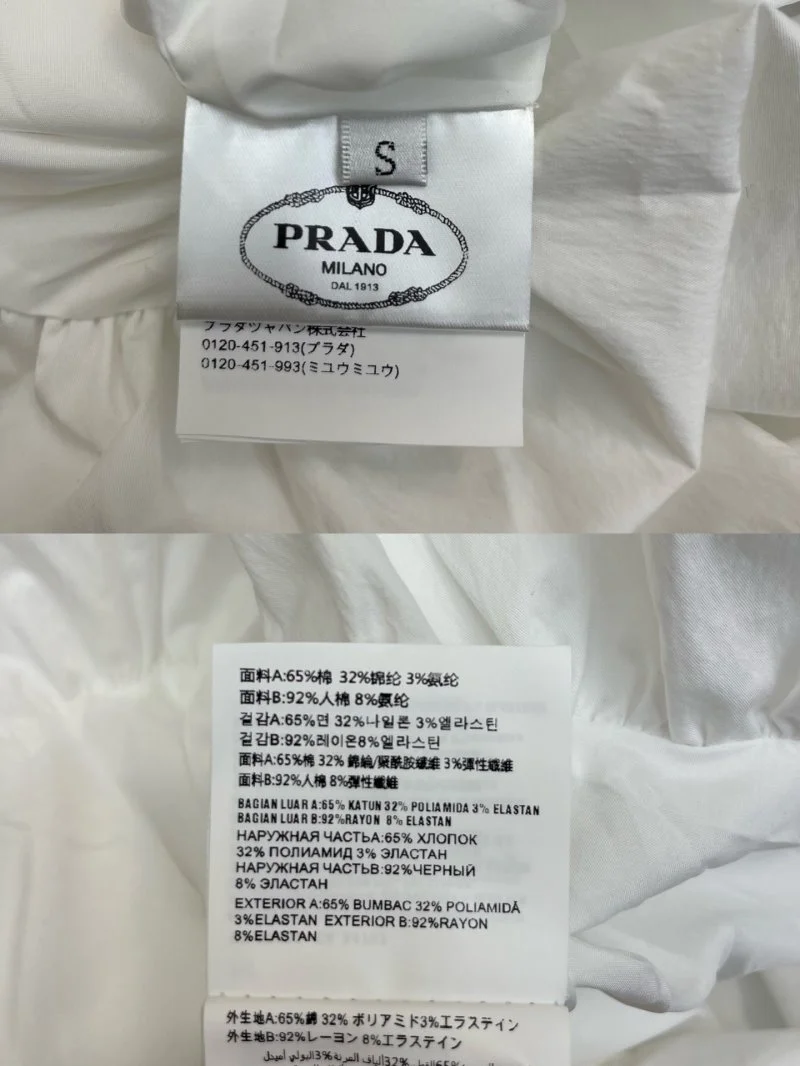 S
PRADA
MILANO
DAL 1913
プラダジャパン株式会社
0120-451-913(プラダ)
0120-451-993(ミユウミユウ)
面料A:65%棉 32%锦纶 3%氨纶
面料B:92%人棉 8%氨纶
겉감A:65%면 32%나일론 3%엘라스틴
겉감B:92%레이온8%엘라스틴
面料A:65%棉 32% 錦綸/聚酰胺纖維 3%彈性纖維
面料B:92%人棉 8%彈性纖維
BAGIAN LUAR A:65% KATUN 32% POLIAMIDA 3% ELASTAN
BAGIAN LUAR B:92%RAYON 8% ELASTAN
НАРУЖНАЯ ЧАСТЬA:65% ХЛОПОК
32% ПОЛИАМИД 3% ЭЛАСТАН
НАРУЖНАЯ ЧАСТЬB:92%ЧЕРНЫЙ
8% ЭЛАСТАН
EXTERIOR A:65% BUMBAC 32% POLIAMIDĂ
3%ELASTAN EXTERIOR B:92%RAYON
8%ELASTAN
外生地A:65%錦 32% ポリアミド3%エラステイン
外生地B:92%レーヨン 8%エラステイン